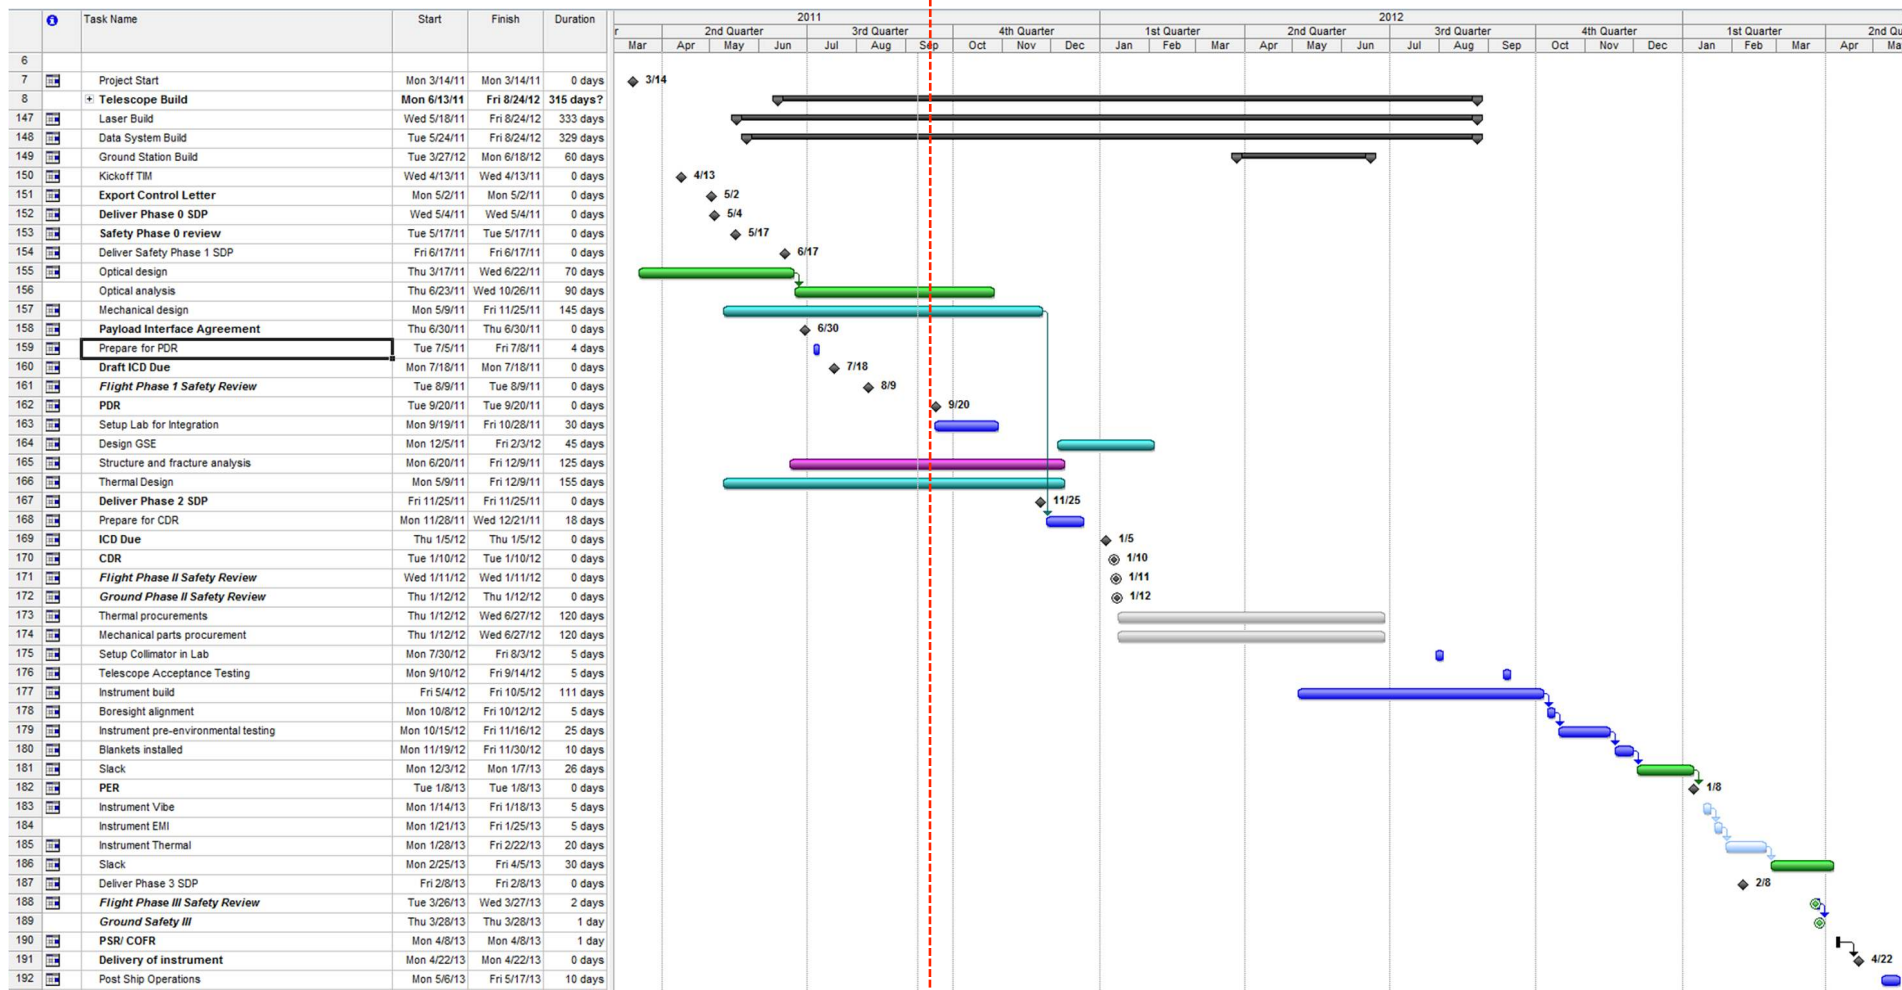 Task Name Start Finish Duration 2011 2012
r 2nd Quarter 3rd Quarter 4th Quarter 1st Quarter 2nd Quarter 3rd Quarter 4th Quarter 1st Quarter 2nd Qu
Mar Apr May Jun Jul Aug Sep Oct Nov Dec Jan Feb Mar Apr May Jun Jul Aug Sep Oct Nov Dec Jan Feb Mar Apr Ma
6
7 Project Start Mon 3/14/11 Mon 3/14/11 0 days 3/14
8 Telescope Build Mon 6/13/11 Fri 8/24/12 315 days?
147 Laser Build Wed 5/18/11 Fri 8/24/12 333 days
148 Data System Build Tue 5/24/11 Fri 8/24/12 329 days
149 Ground Station Build Tue 3/27/12 Mon 6/18/12 60 days
150 Kickoff TIM Wed 4/13/11 Wed 4/13/11 0 days 4/13
151 Export Control Letter Mon 5/2/11 Mon 5/2/11 0 days 5/2
152 Deliver Phase 0 SDP Wed 5/4/11 Wed 5/4/11 0 days 5/4
153 Safety Phase 0 review Tue 5/17/11 Tue 5/17/11 0 days 5/17
154 Deliver Safety Phase 1 SDP Fri 6/17/11 Fri 6/17/11 0 days 6/17
155 Optical design Thu 3/17/11 Wed 6/22/11 70 days
156 Optical analysis Thu 6/23/11 Wed 10/26/11 90 days
157 Mechanical design Mon 5/9/11 Fri 11/25/11 145 days
158 Payload Interface Agreement Thu 6/30/11 Thu 6/30/11 0 days 6/30
159 Prepare for PDR Tue 7/5/11 Fri 7/8/11 4 days
160 Draft ICD Due Mon 7/18/11 Mon 7/18/11 0 days 7/18
161 Flight Phase 1 Safety Review Tue 8/9/11 Tue 8/9/11 0 days 8/9
162 PDR Tue 9/20/11 Tue 9/20/11 0 days 9/20
163 Setup Lab for Integration Mon 9/19/11 Fri 10/28/11 30 days
164 Design GSE Mon 12/5/11 Fri 2/3/12 45 days
165 Structure and fracture analysis Mon 6/20/11 Fri 12/9/11 125 days
166 Thermal Design Mon 5/9/11 Fri 12/9/11 155 days
167 Deliver Phase 2 SDP Fri 11/25/11 Fri 11/25/11 0 days 11/25
168 Prepare for CDR Mon 11/28/11 Wed 12/21/11 18 days
169 ICD Due Thu 1/5/12 Thu 1/5/12 0 days 1/5
170 CDR Tue 1/10/12 Tue 1/10/12 0 days 1/10
171 Flight Phase II Safety Review Wed 1/11/12 Wed 1/11/12 0 days 1/11
172 Ground Phase II Safety Review Thu 1/12/12 Thu 1/12/12 0 days 1/12
173 Thermal procurements Thu 1/12/12 Wed 6/27/12 120 days
174 Mechanical parts procurement Thu 1/12/12 Wed 6/27/12 120 days
175 Setup Collimator in Lab Mon 7/30/12 Fri 8/3/12 5 days
176 Telescope Acceptance Testing Mon 9/10/12 Fri 9/14/12 5 days
177 Instrument build Fri 5/4/12 Fri 10/5/12 111 days
178 Boresight alignment Mon 10/8/12 Fri 10/12/12 5 days
179 Instrument pre-environmental testing Mon 10/15/12 Fri 11/16/12 25 days
180 Blankets installed Mon 11/19/12 Fri 11/30/12 10 days
181 Slack Mon 12/3/12 Mon 1/7/13 26 days
182 PER Tue 1/8/13 Tue 1/8/13 0 days 1/8
183 Instrument Vibe Mon 1/14/13 Fri 1/18/13 5 days
184 Instrument EMI Mon 1/21/13 Fri 1/25/13 5 days
185 Instrument Thermal Mon 1/28/13 Fri 2/22/13 20 days
186 Slack Mon 2/25/13 Fri 4/5/13 30 days
187 Deliver Phase 3 SDP Fri 2/8/13 Fri 2/8/13 0 days 2/8
188 Flight Phase III Safety Review Tue 3/26/13 Wed 3/27/13 2 days
189 Ground Safety III Thu 3/28/13 Thu 3/28/13 1 day
190 PSR/ COFR Mon 4/8/13 Mon 4/8/13 1 day
191 Delivery of instrument Mon 4/22/13 Mon 4/22/13 0 days 4/22
192 Post Ship Operations Mon 5/6/13 Fri 5/17/13 10 days